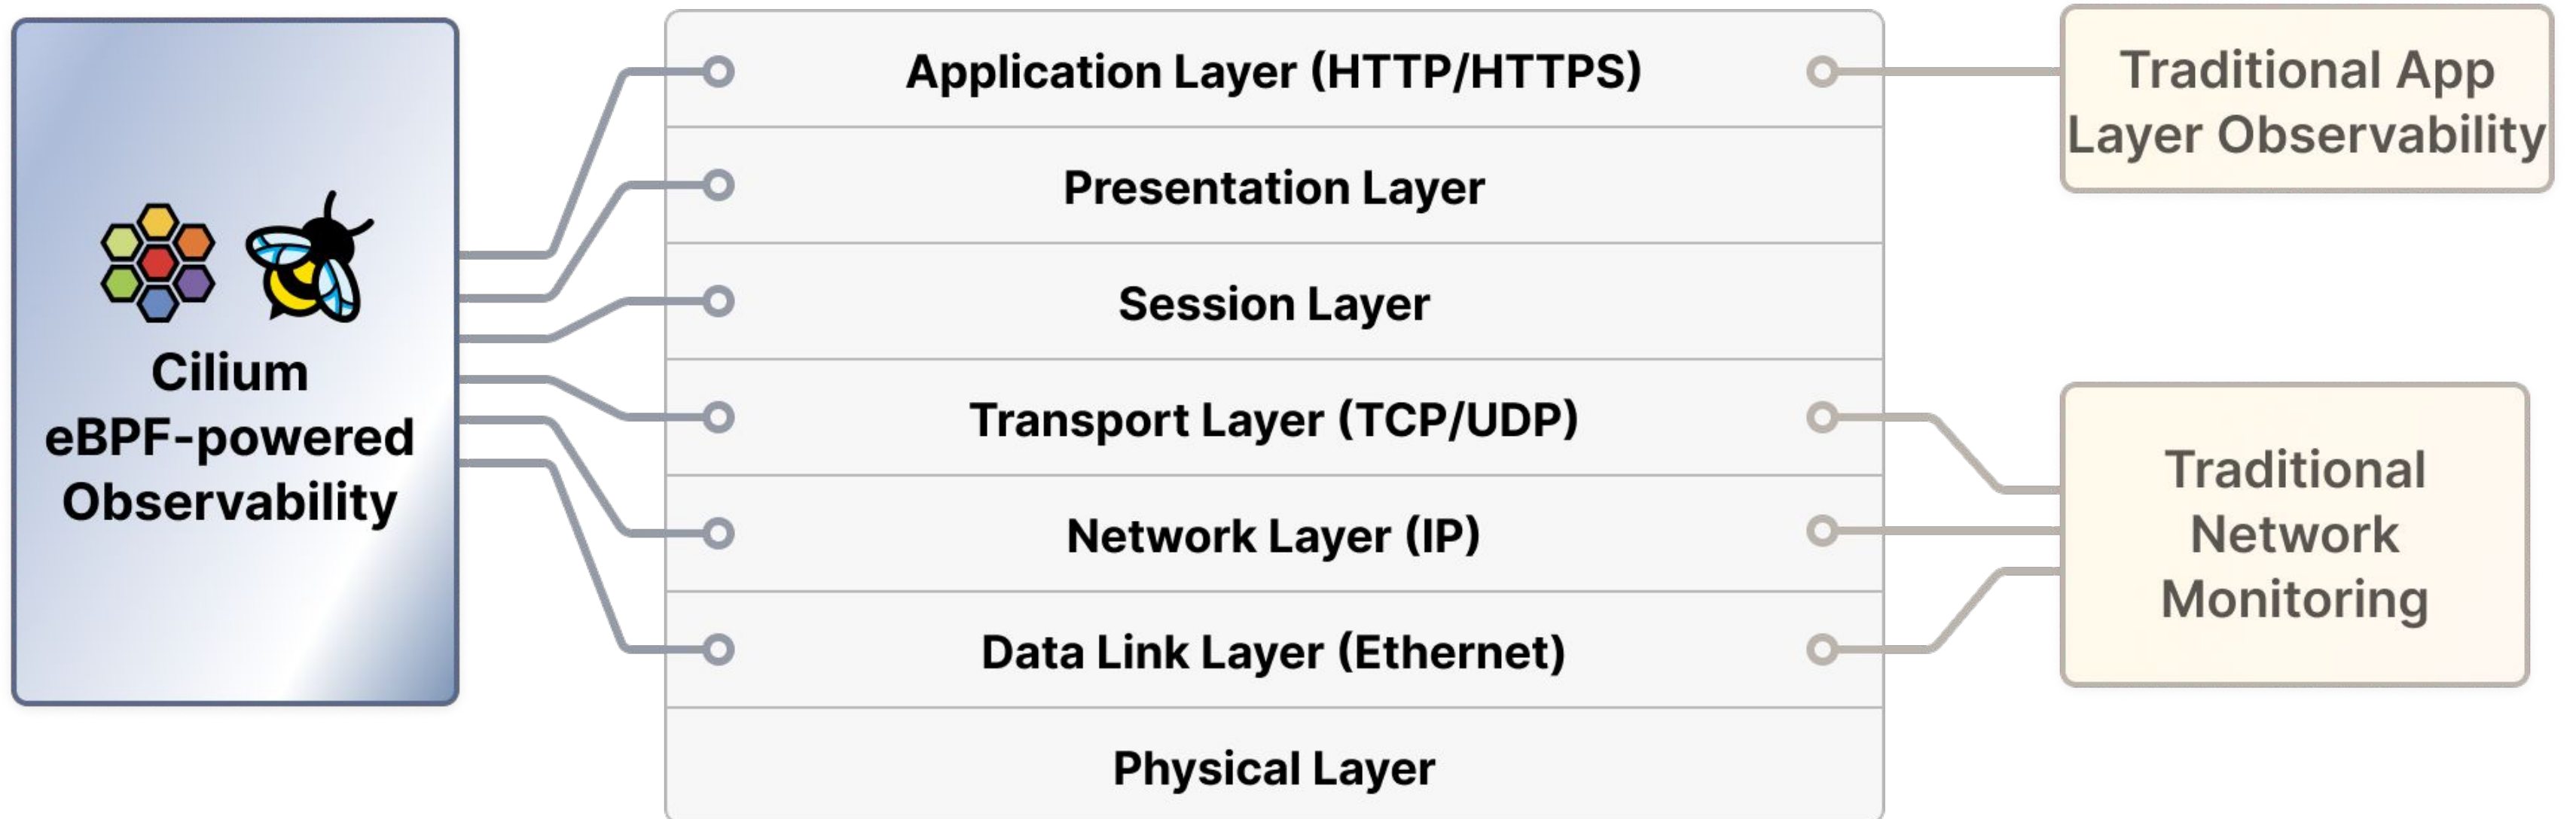 Cilium
eBPF-powered
Observability
Application Layer (HTTP/HTTPS)
Presentation Layer
Session Layer
Transport Layer (TCP/UDP)
Network Layer (IP)
Data Link Layer (Ethernet)
Physical Layer
Traditional App
Layer Observability
Traditional
Network
Monitoring